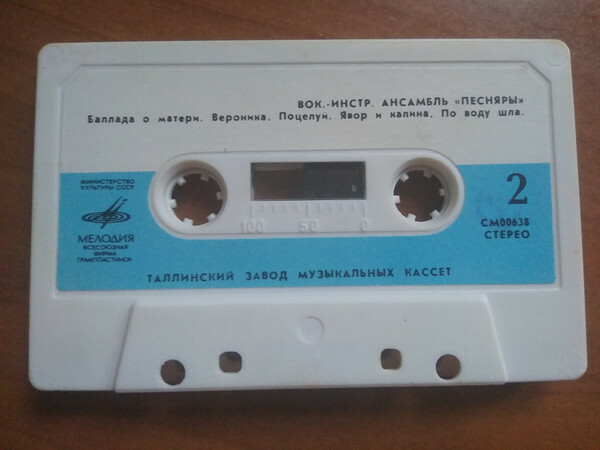 ВОК.-ИНСТР. АНСАМБЛЬ «ПЕСНЯРЫ»
Баллада о матери. Вероника. Поцелуй. Явор и калина. По воду шла.
МИНИСТЕРСТВО
КУЛЬТУРЫ СССР
МЕЛОДИЯ
ВСЕСОЮЗНАЯ
ФИРМА
ГРАМПЛАСТИНОК
100 50 0
2
СМ00638
СТЕРЕО
ТАЛЛИНСКИЙ ЗАВОД МУЗЫКАЛЬНЫХ КАССЕТ